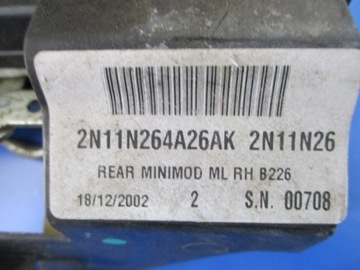 2N11N264A26AK 2N11N26
REAR MINIMOD ML RH B226
18/12/2002 2 S.N. 00708